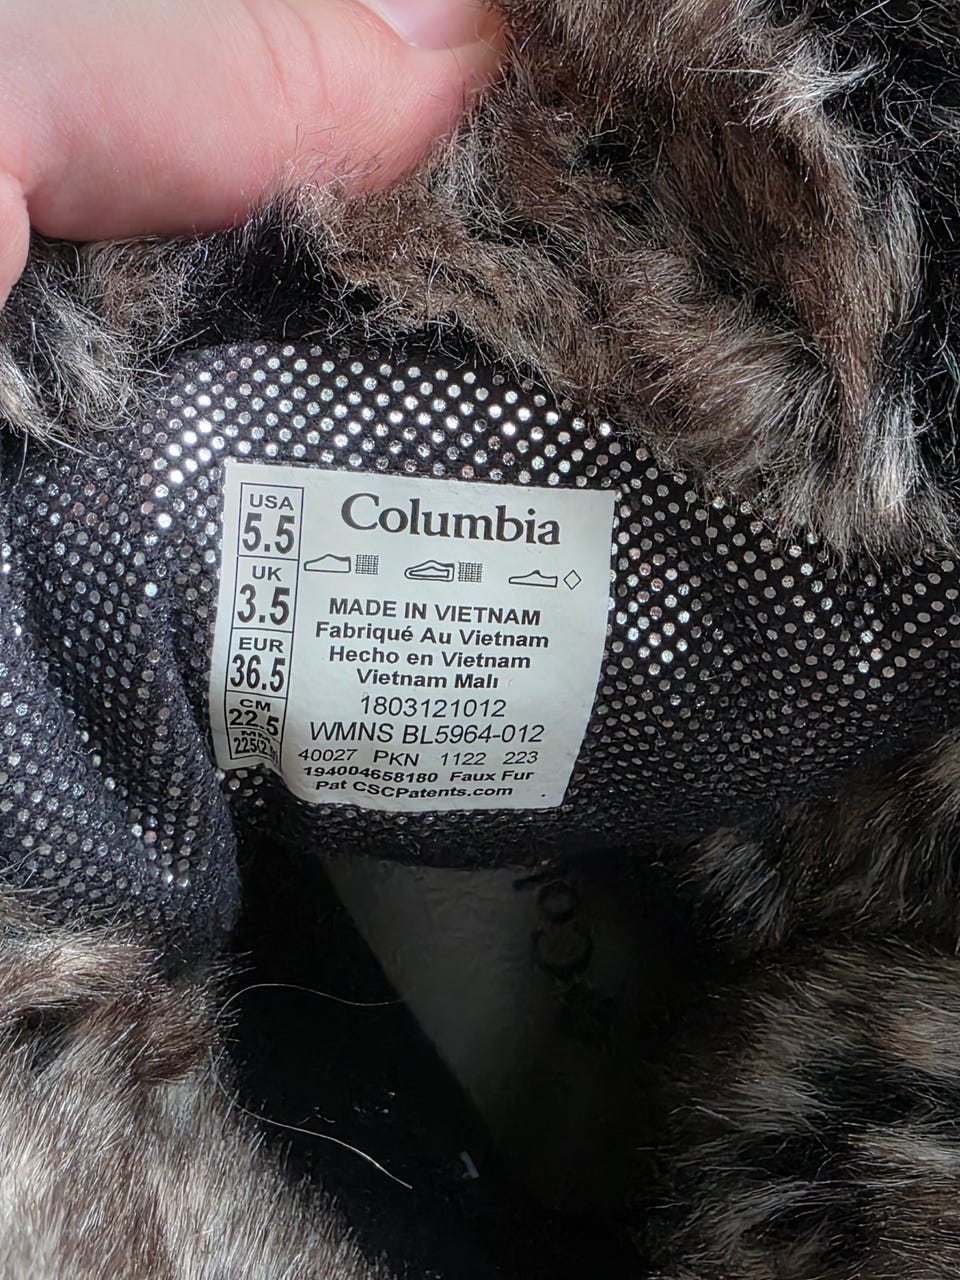 USA
5.5
UK
3.5
EUR
36.5
CM
22.5
MM
Columbia
MADE IN VIETNAM
Fabriqué Au Vietnam
Hecho en Vietnam
Vietnam Malı
1803121012
WMNS BL5964-012
40027 PKN 1122 223
194004658180 Faux Fur
Pat CSCPatents.com